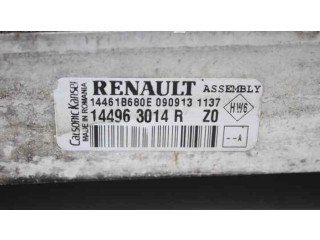 RENAULT ASSEMBLY
14461B680E 090913 1137
14496 3014 R Z0
Calsonic Kansei
MADE IN ROMANIA
HW6
--A